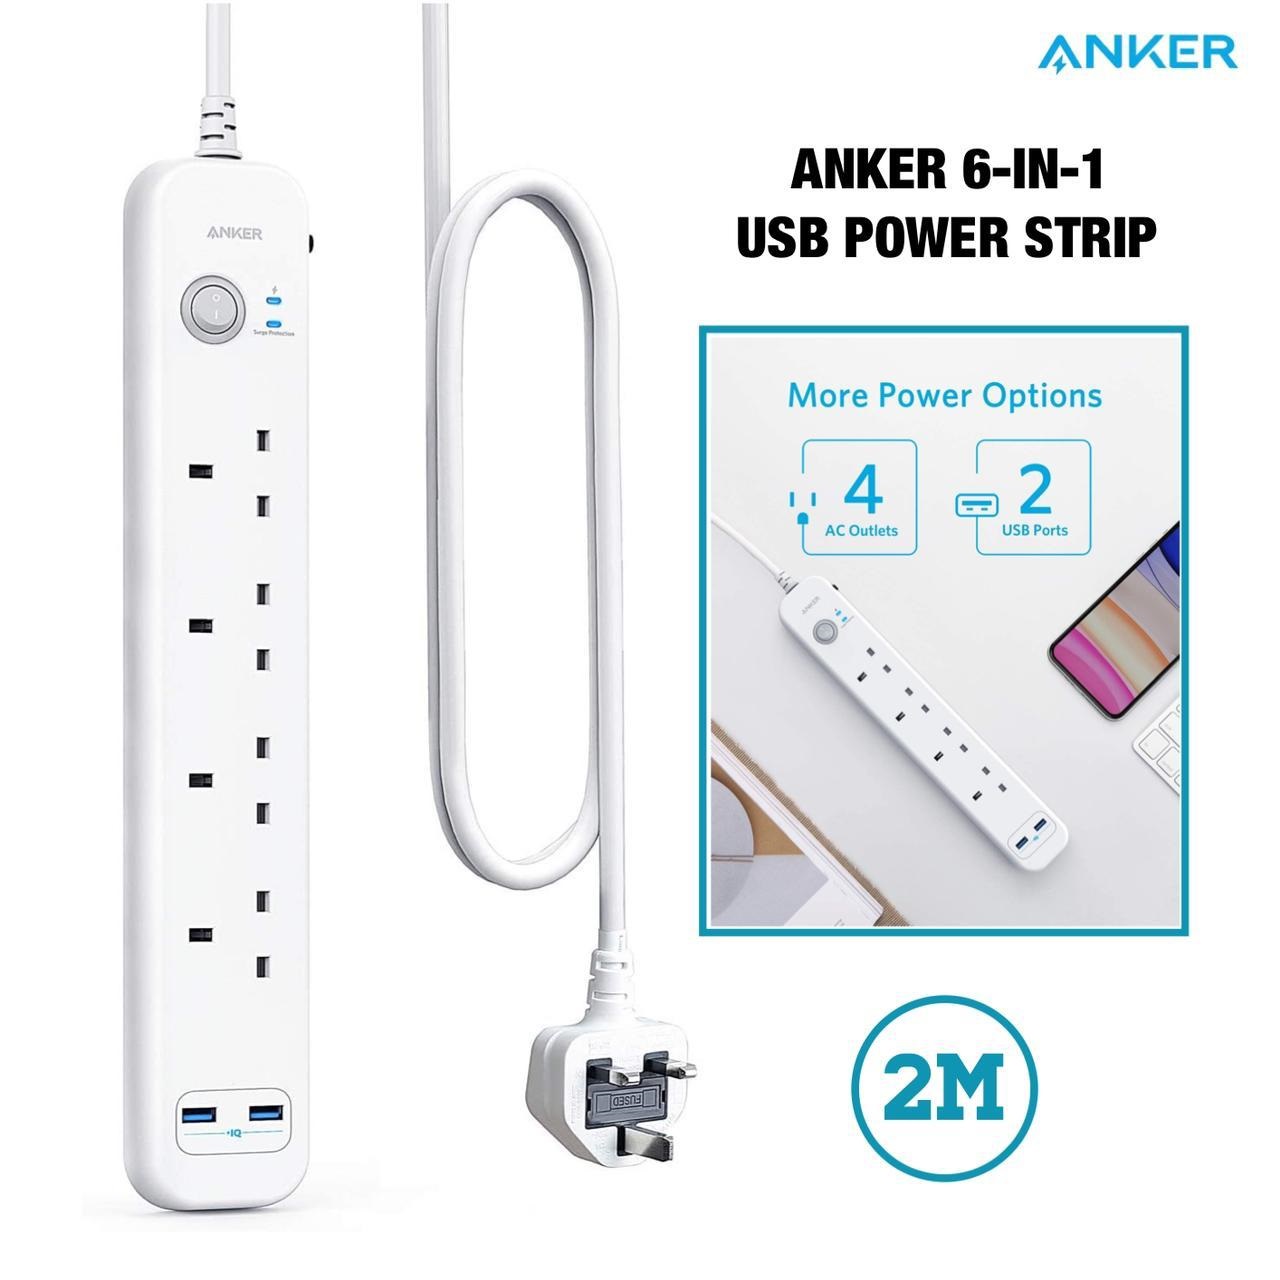 ANKER
ANKER 6-IN-1
USB POWER STRIP
ANKER
Surge Protection
More Power Options
4
AC Outlets
2
USB Ports
ANKER
IQ
FUSED
2M